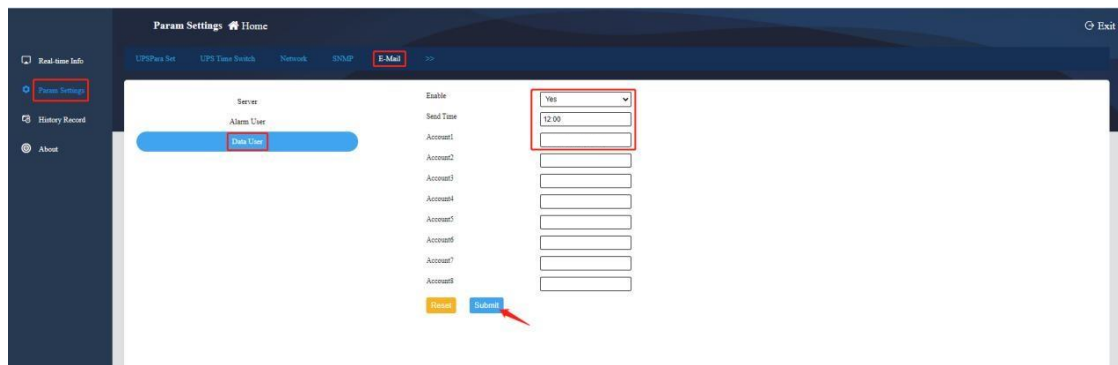 Param Settings Home
Exit
Real-time Info
Param Settings
History Record
About
UPSPara Set UPS Time Switch Network SNMP E-Mail >>
Server
Alarm User
Data User
Enable Yes
Send Time 12:00
Account1
Account2
Account3
Account4
Account5
Account6
Account7
Account8
Reset Submit